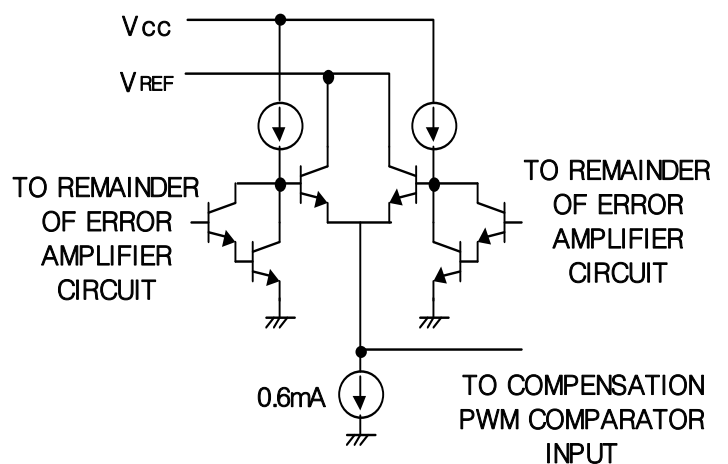 Vcc
VREF
TO REMAINDER
OF ERROR
AMPLIFIER
CIRCUIT
TO REMAINDER
OF ERROR
AMPLIFIER
CIRCUIT
0.6mA
TO COMPENSATION
PWM COMPARATOR
INPUT